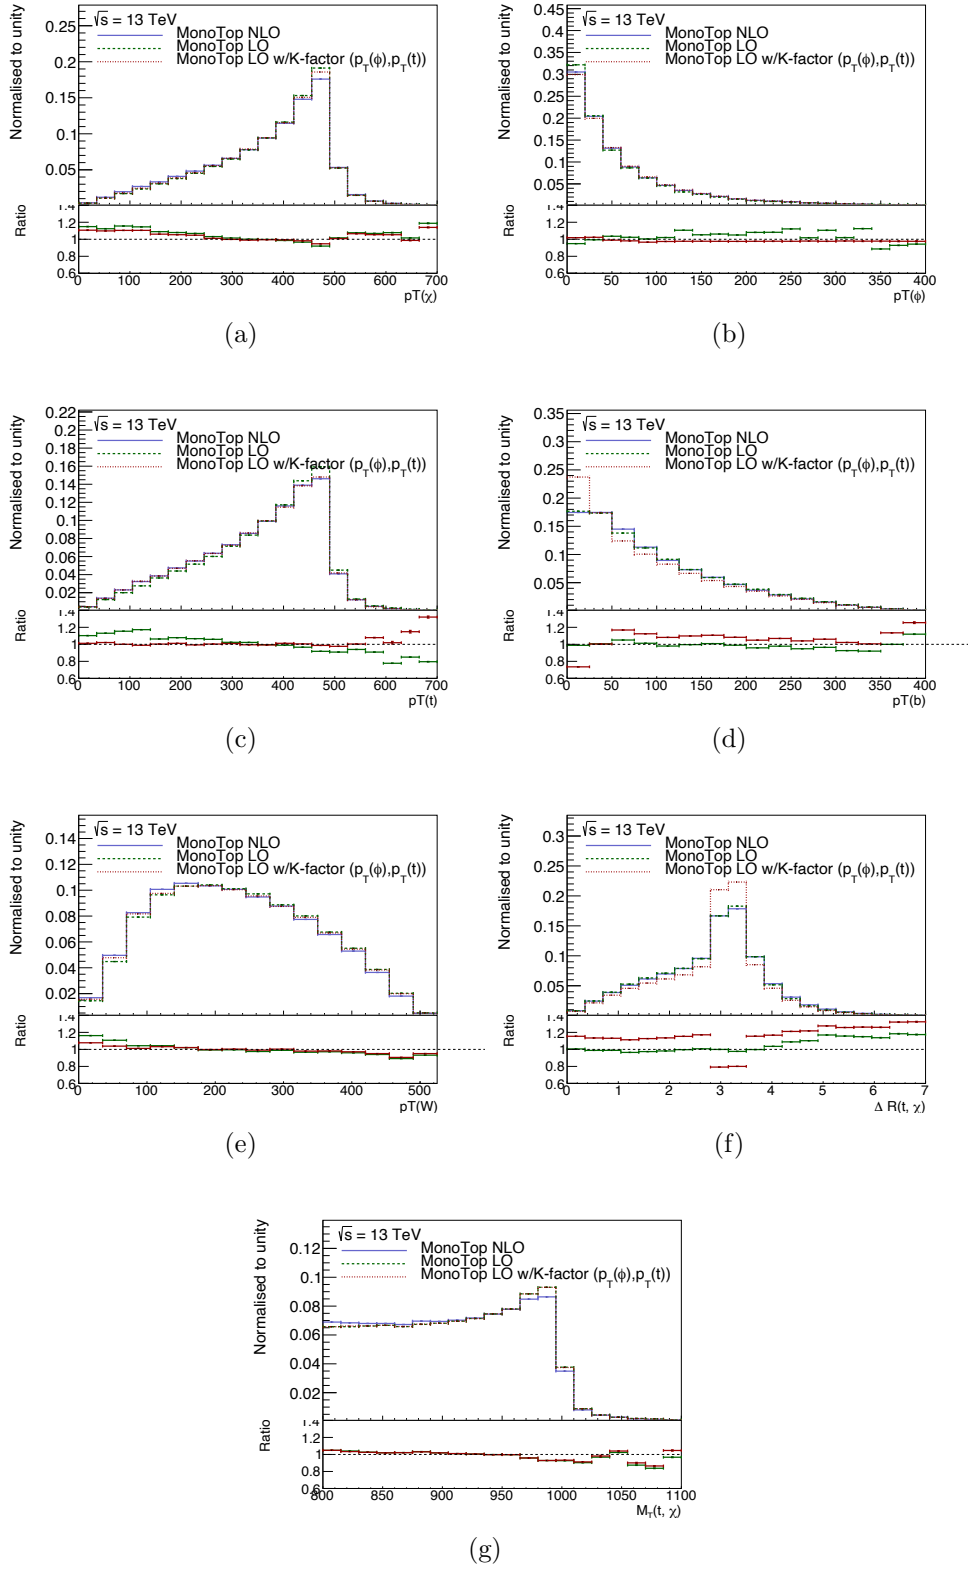 Normalised to unity
√s = 13 TeV
MonoTop NLO
MonoTop LO
MonoTop LO w/K-factor (p_T(ϕ),p_T(t))
0.25
0.2
0.15
0.1
0.05
Ratio
1.4
1.2
1
0.8
0.6
0 100 200 300 400 500 600 700
pT(χ)
(a)
Normalised to unity
√s = 13 TeV
MonoTop NLO
MonoTop LO
MonoTop LO w/K-factor (p_T(ϕ),p_T(t))
0.45
0.4
0.35
0.3
0.25
0.2
0.15
0.1
0.05
Ratio
1.4
1.2
1
0.8
0.6
0 50 100 150 200 250 300 350 400
pT(ϕ)
(b)
Normalised to unity
√s = 13 TeV
MonoTop NLO
MonoTop LO
MonoTop LO w/K-factor (p_T(ϕ),p_T(t))
0.22
0.2
0.18
0.16
0.14
0.12
0.1
0.08
0.06
0.04
0.02
Ratio
1.4
1.2
1
0.8
0.6
0 100 200 300 400 500 600 700
pT(t)
(c)
Normalised to unity
√s = 13 TeV
MonoTop NLO
MonoTop LO
MonoTop LO w/K-factor (p_T(ϕ),p_T(t))
0.35
0.3
0.25
0.2
0.15
0.1
0.05
Ratio
1.4
1.2
1
0.8
0.6
0 50 100 150 200 250 300 350 400
pT(b)
(d)
Normalised to unity
√s = 13 TeV
MonoTop NLO
MonoTop LO
MonoTop LO w/K-factor (p_T(ϕ),p_T(t))
0.14
0.12
0.1
0.08
0.06
0.04
0.02
Ratio
1.4
1.2
1
0.8
0.6
0 100 200 300 400 500
pT(W)
(e)
Normalised to unity
√s = 13 TeV
MonoTop NLO
MonoTop LO
MonoTop LO w/K-factor (p_T(ϕ),p_T(t))
0.3
0.25
0.2
0.15
0.1
0.05
Ratio
1.4
1.2
1
0.8
0.6
0 1 2 3 4 5 6 7
Δ R(t, χ)
(f)
Normalised to unity
√s = 13 TeV
MonoTop NLO
MonoTop LO
MonoTop LO w/K-factor (p_T(ϕ),p_T(t))
0.12
0.1
0.08
0.06
0.04
0.02
Ratio
1.4
1.2
1
0.8
0.6
800 850 900 950 1000 1050 1100
M_T(t, χ)
(g)